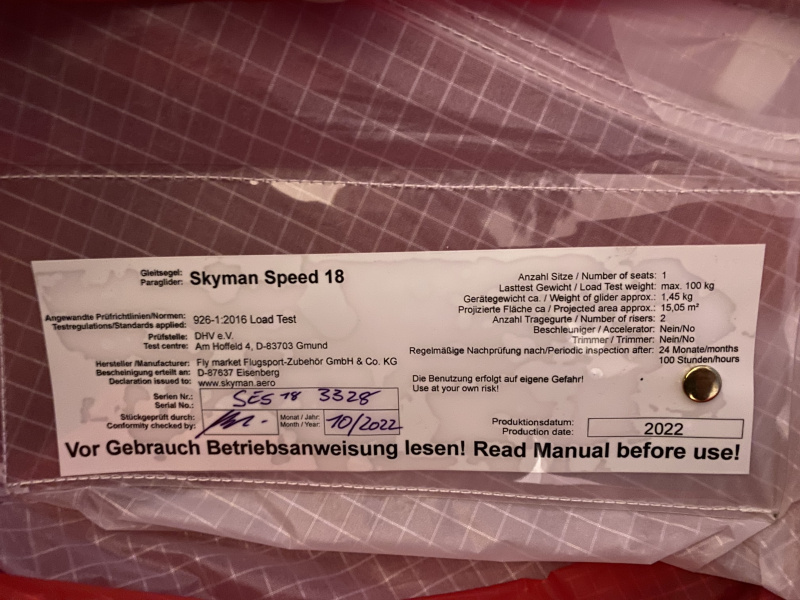 Gleitsegel:
Paraglider: Skyman Speed 18
Angewandte Prüfrichtlinien/Normen:
Testregulations/Standards applied: 926-1:2016 Load Test
Prüfstelle: DHV e.V.
Test centre: Am Hoffeld 4, D-83703 Gmund
Hersteller /Manufacturer: Fly market Flugsport-Zubehör GmbH & Co. KG
Bescheinigung erteilt an: D-87637 Eisenberg
Declaration issued to: www.skyman.aero
Serien Nr.:
Serial No.: SES 18 3328
Stückgeprüft durch:
Conformity checked by:
Monat / Jahr:
Month / Year: 10/2022
Anzahl Sitze / Number of seats: 1
Lasttest Gewicht / Load Test weight: max. 100 kg
Gerätegewicht ca. / Weight of glider approx.: 1,45 kg
Projizierte Fläche ca / Projected area approx.: 15,05 m²
Anzahl Tragegurte / Number of risers: 2
Beschleuniger / Accelerator: Nein/No
Trimmer / Trimmer: Nein/No
Regelmäßige Nachprüfung nach/Periodic inspection after: 24 Monate/months
100 Stunden/hours
Die Benutzung erfolgt auf eigene Gefahr!
Use at your own risk!
Produktionsdatum:
Production date: 2022
Vor Gebrauch Betriebsanweisung lesen! Read Manual before use!